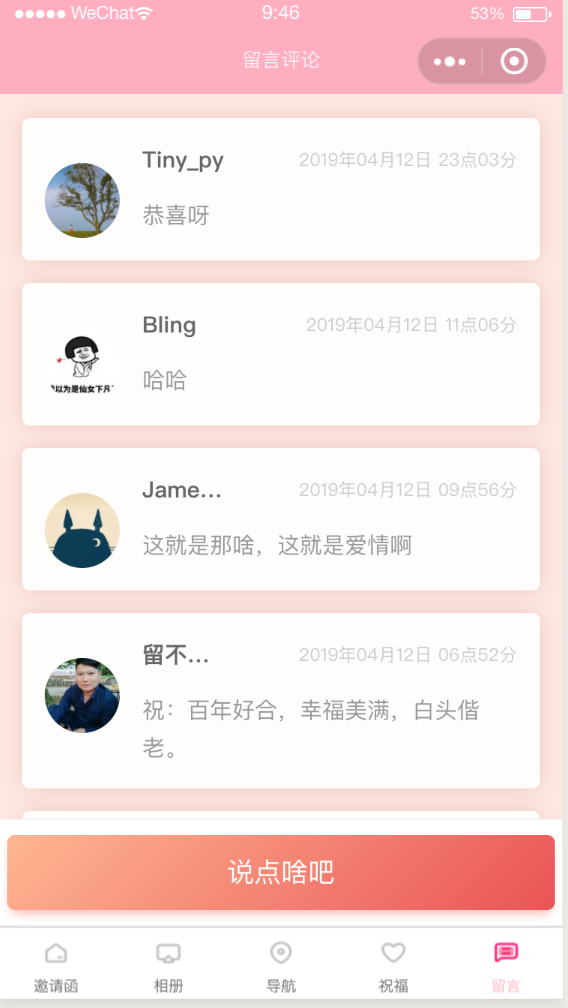 WeChat 9:46 53%
留言评论
Tiny_py 2019年04月12日 23点03分
恭喜呀
Bling 2019年04月12日 11点06分
以为是仙女下凡
哈哈
Jame... 2019年04月12日 09点56分
这就是那啥，这就是爱情啊
留不... 2019年04月12日 06点52分
祝：百年好合，幸福美满，白头偕
老。
说点啥吧
邀请函 相册 导航 祝福 留言